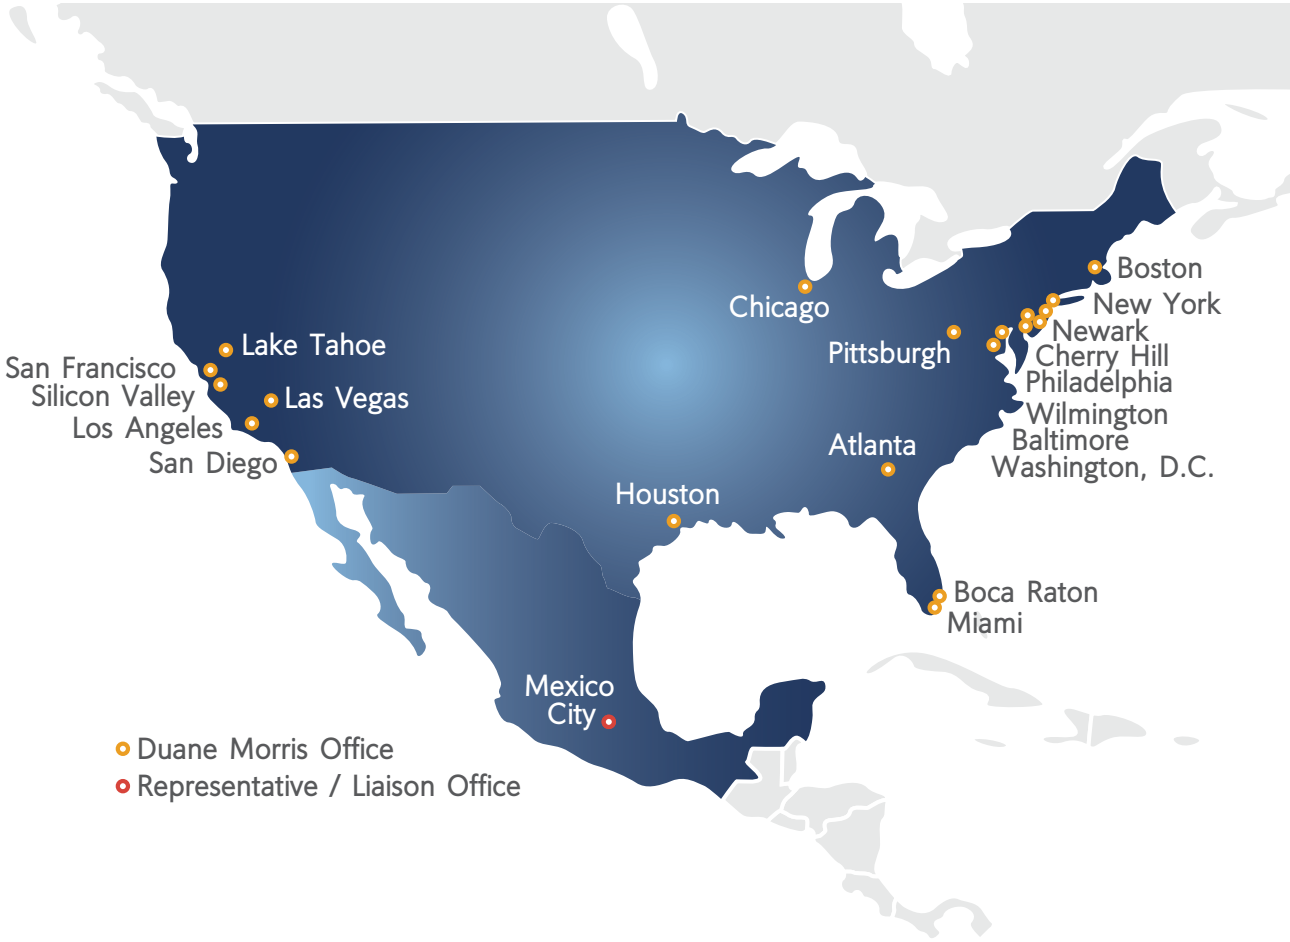 Boston
New York
Chicago
Newark
Lake Tahoe
Pittsburgh
Cherry Hill
San Francisco
Philadelphia
Silicon Valley
Las Vegas
Wilmington
Los Angeles
Baltimore
Atlanta
San Diego
Washington, D.C.
Houston
Boca Raton
Miami
Mexico
City
Duane Morris Office
Representative / Liaison Office